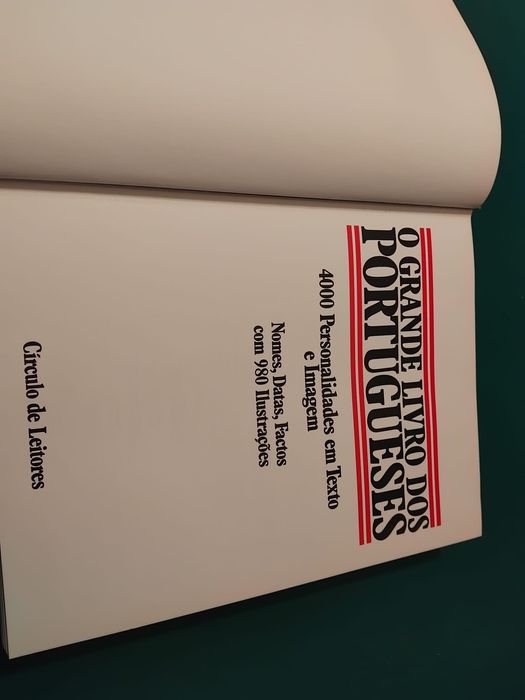 O GRANDE LIVRO DOS
PORTUGUESES
4000 Personalidades em Texto
e Imagem
Nomes, Datas, Factos
com 980 Ilustrações
Círculo de Leitores